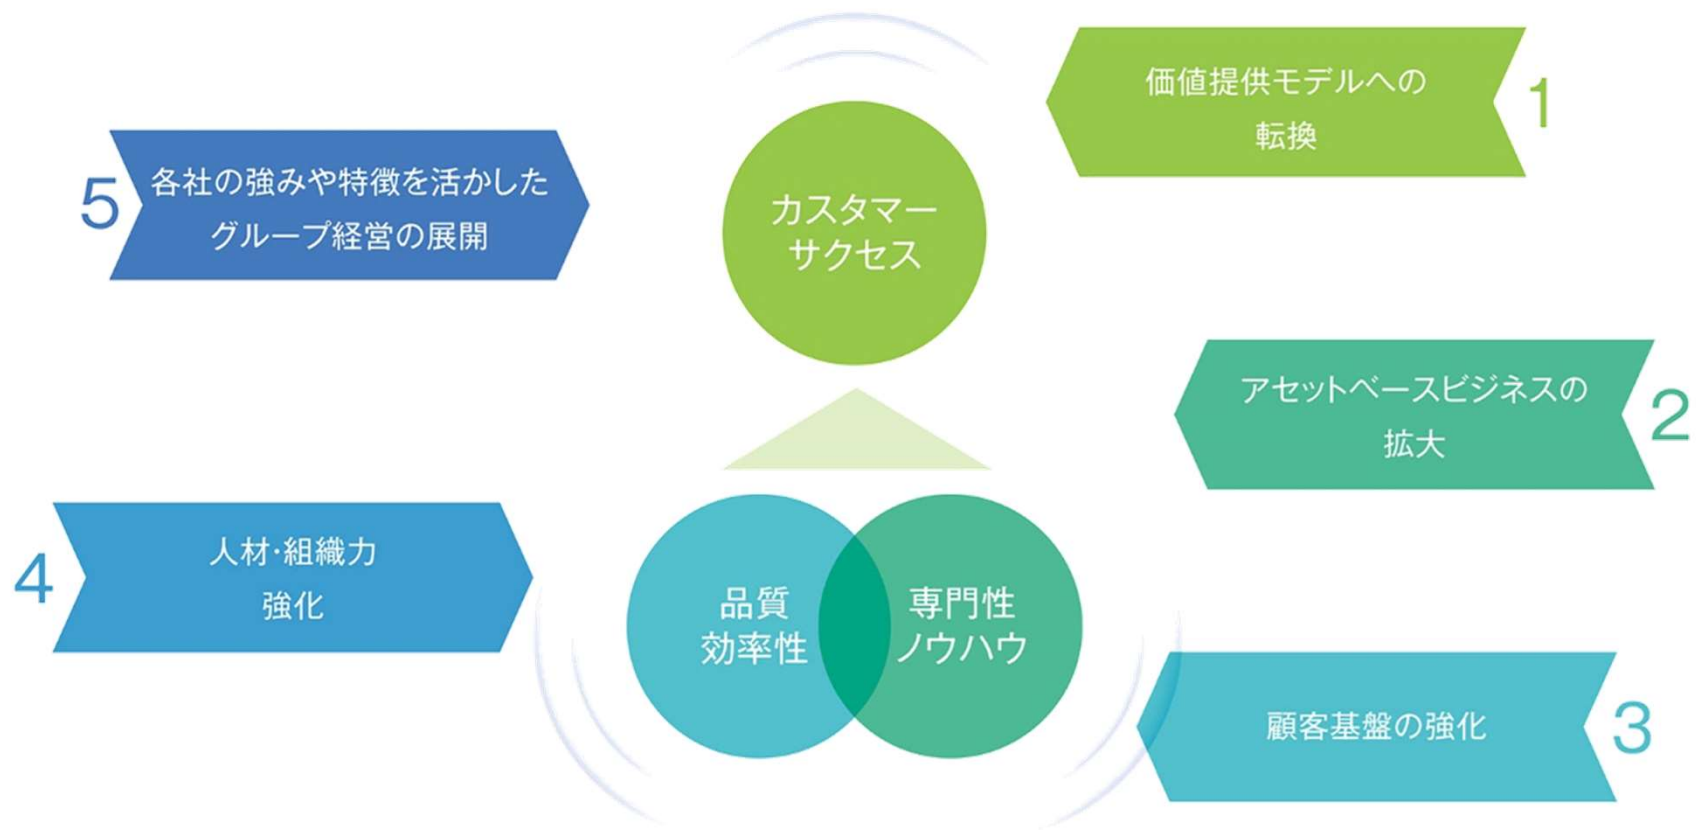 価値提供モデルへの
転換
1
アセットベースビジネスの
拡大
2
顧客基盤の強化
3
人材・組織力
強化
4
各社の強みや特徴を活かした
グループ経営の展開
5
カスタマー
サクセス
品質
効率性
専門性
ノウハウ